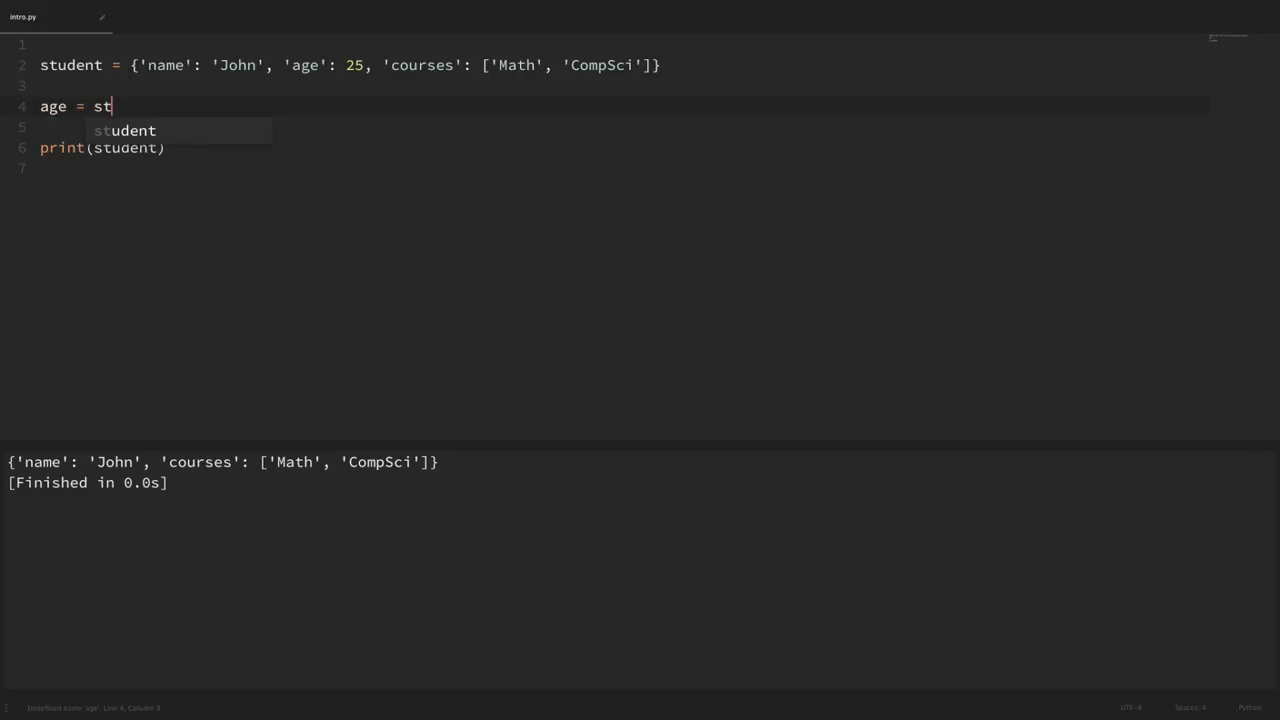 intro.py
1
2 student = {'name': 'John', 'age': 25, 'courses': ['Math', 'CompSci']}
3
4 age = st
5 student
6 print(student)
7
{'name': 'John', 'courses': ['Math', 'CompSci']}
[Finished in 0.0s]
Undefined name 'age', Line 4, Column 9
UTF-8 Spaces: 4 Python